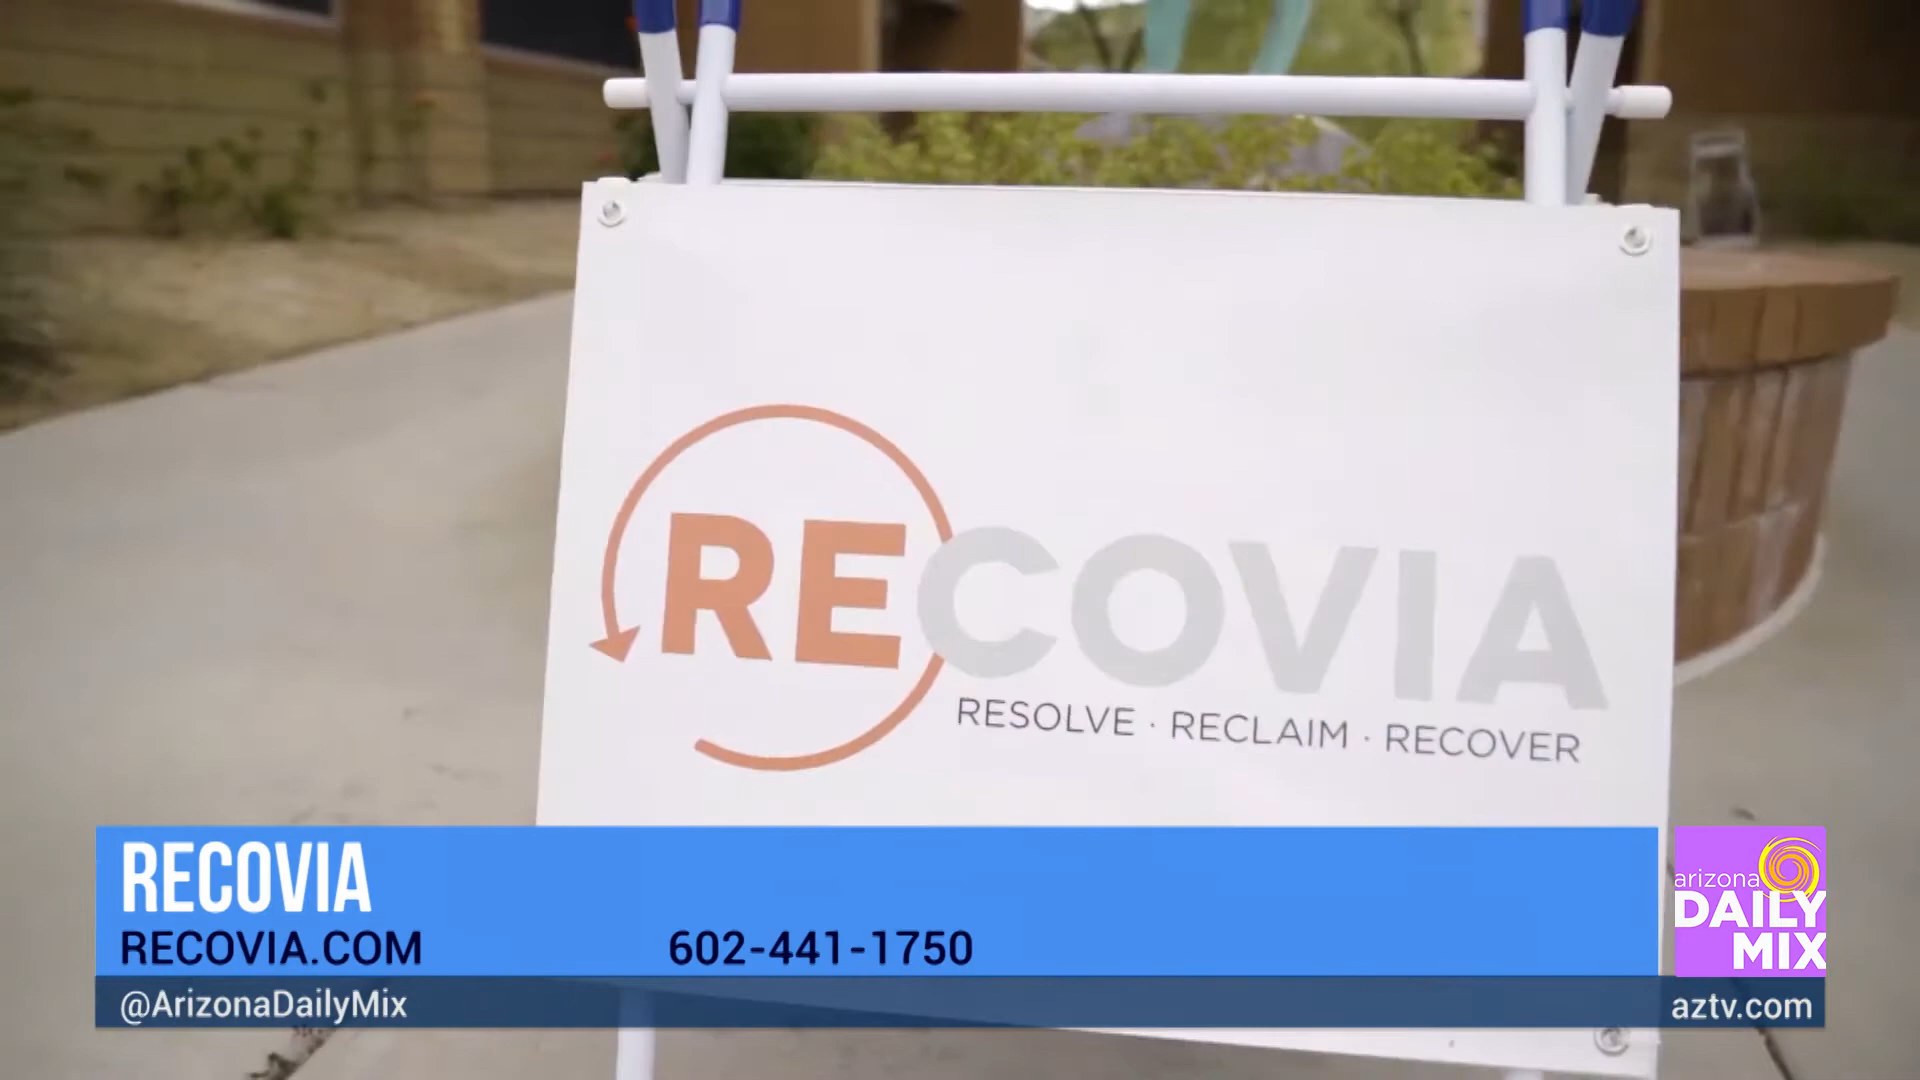 RECOVIA
RESOLVE · RECLAIM · RECOVER
RECOVIA
RECOVIA.COM 602-441-1750
@ArizonaDailyMix
arizona
DAILY
MIX
aztv.com